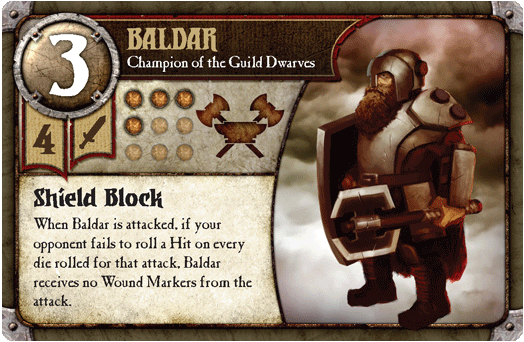 3
BALDAR
Champion of the Guild Dwarves
4
Shield Block
When Baldar is attacked, if your
opponent fails to roll a Hit on every
die rolled for that attack, Baldar
receives no Wound Markers from the
attack.